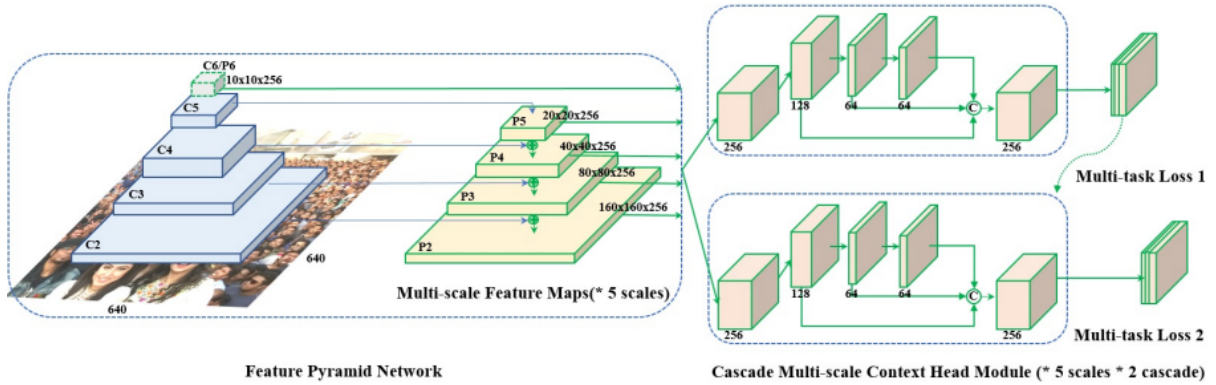 C6/P6
10x10x256
C5
C4
C3
C2
640
640
P5
20x20x256
P4
40x40x256
P3
80x80x256
160x160x256
P2
Multi-scale Feature Maps(* 5 scales)
Feature Pyramid Network
256
128
64
64
C
256
Multi-task Loss 1
256
128
64
64
C
256
Multi-task Loss 2
Cascade Multi-scale Context Head Module (* 5 scales * 2 cascade)